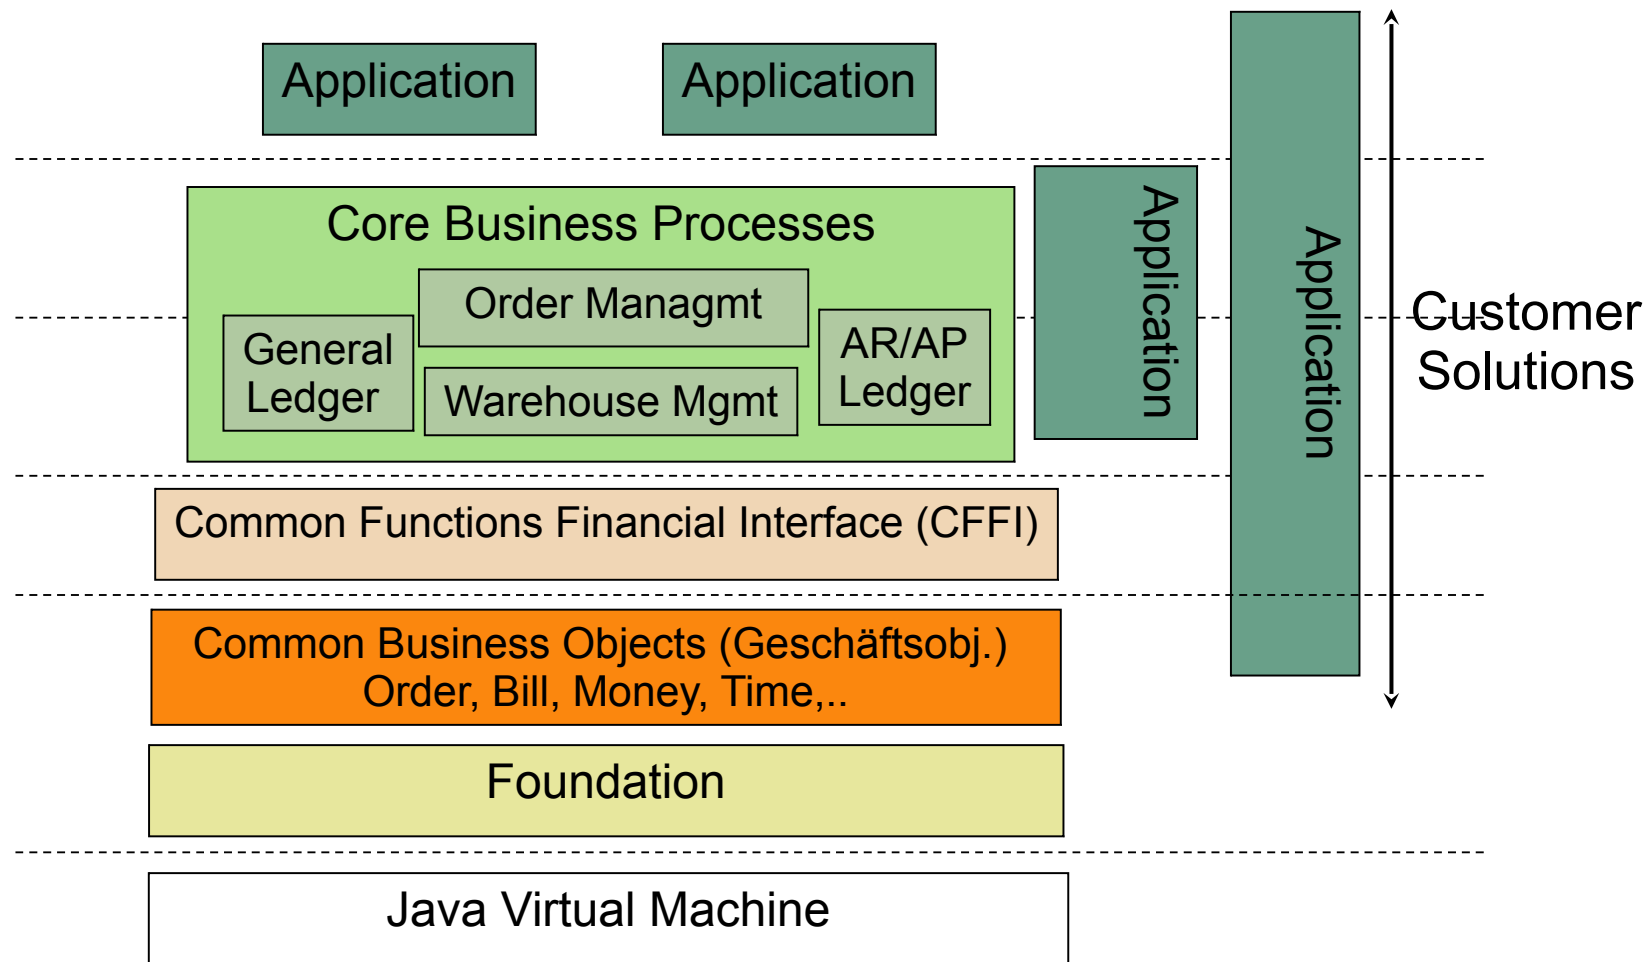 Application
Application
Core Business Processes
Order Managmt
General
Ledger
Warehouse Mgmt
AR/AP
Ledger
Application
Application
Customer
Solutions
Common Functions Financial Interface (CFFI)
Common Business Objects (Geschäftsobj.)
Order, Bill, Money, Time,..
Foundation
Java Virtual Machine